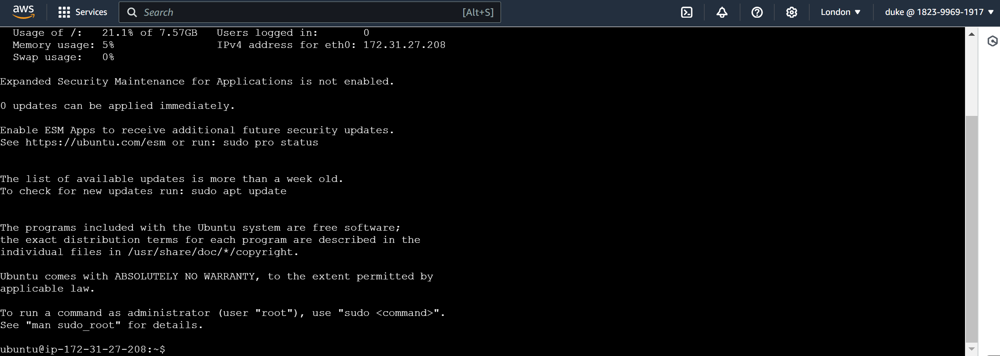 aws Services Search [Alt+S] London duke @ 1823-9969-1917
Usage of /: 21.1% of 7.57GB Users logged in: 0
Memory usage: 5% IPv4 address for eth0: 172.31.27.208
Swap usage: 0%
Expanded Security Maintenance for Applications is not enabled.
0 updates can be applied immediately.
Enable ESM Apps to receive additional future security updates.
See https://ubuntu.com/esm or run: sudo pro status
The list of available updates is more than a week old.
To check for new updates run: sudo apt update
The programs included with the Ubuntu system are free software;
the exact distribution terms for each program are described in the
individual files in /usr/share/doc/*/copyright.
Ubuntu comes with ABSOLUTELY NO WARRANTY, to the extent permitted by
applicable law.
To run a command as administrator (user "root"), use "sudo <command>".
See "man sudo_root" for details.
ubuntu@ip-172-31-27-208:~$